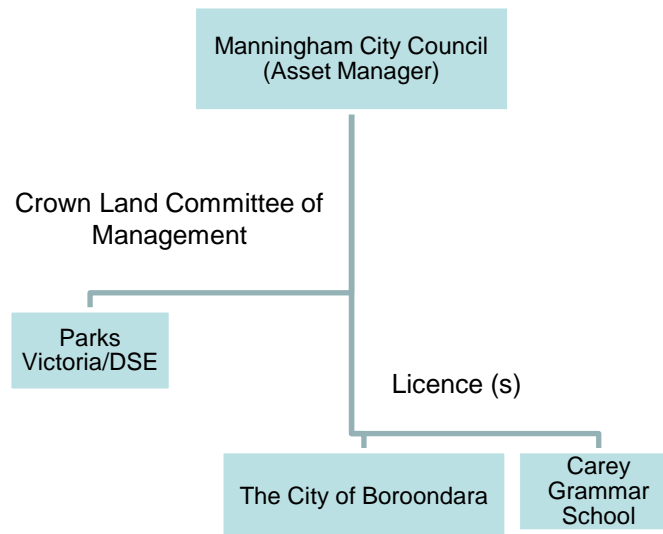 Manningham City Council
(Asset Manager)
Crown Land Committee of
Management
Parks
Victoria/DSE
Licence (s)
The City of Boroondara
Carey
Grammar
School